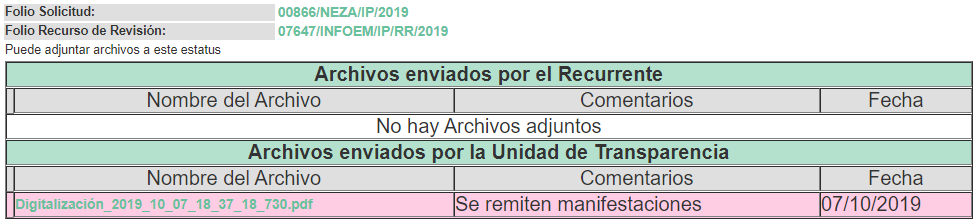 Folio Solicitud: 00866/NEZA/IP/2019
Folio Recurso de Revisión: 07647/INFOEM/IP/RR/2019
Puede adjuntar archivos a este estatus
Archivos enviados por el Recurrente
Nombre del Archivo Comentarios Fecha
No hay Archivos adjuntos
Archivos enviados por la Unidad de Transparencia
Nombre del Archivo Comentarios Fecha
Digitalización_2019_10_07_18_37_18_730.pdf Se remiten manifestaciones 07/10/2019